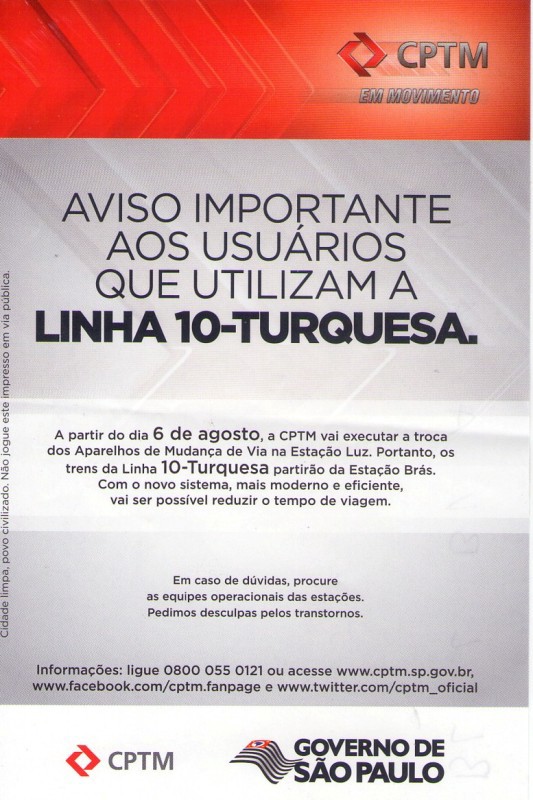 CPTM
EM MOVIMENTO
AVISO IMPORTANTE
AOS USUÁRIOS
QUE UTILIZAM A
LINHA 10-TURQUESA.
A partir do dia 6 de agosto, a CPTM vai executar a troca
dos Aparelhos de Mudança de Via na Estação Luz. Portanto, os
trens da Linha 10-Turquesa partirão da Estação Brás.
Com o novo sistema, mais moderno e eficiente,
vai ser possível reduzir o tempo de viagem.
Em caso de dúvidas, procure
as equipes operacionais das estações.
Pedimos desculpas pelos transtornos.
Informações: ligue 0800 055 0121 ou acesse www.cptm.sp.gov.br,
www.facebook.com/cptm.fanpage e www.twitter.com/cptm_oficial
CPTM
GOVERNO DE
SÃO PAULO
Cidade limpa, povo civilizado. Não jogue este impresso em via pública.